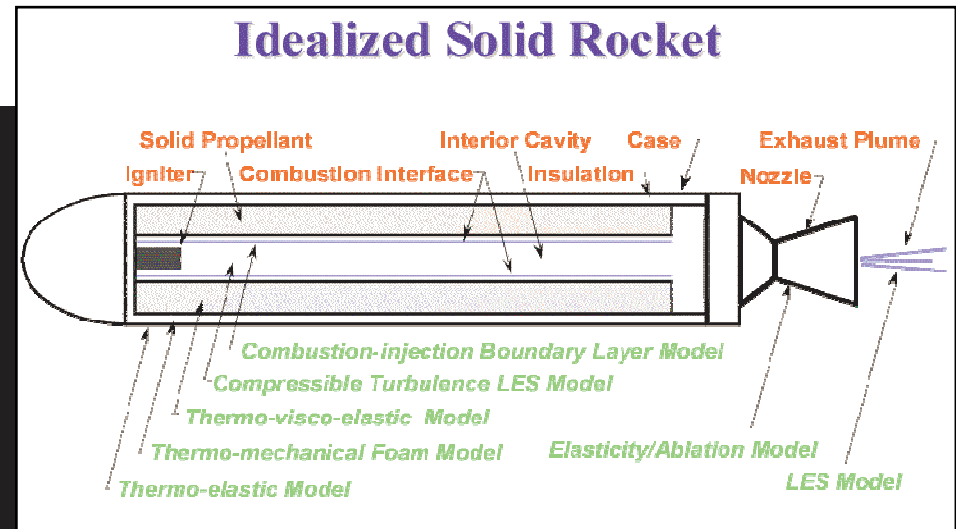 Idealized Solid Rocket
Solid Propellant Interior Cavity Case Exhaust Plume
Igniter Combustion Interface Insulation Nozzle
Combustion-injection Boundary Layer Model
Compressible Turbulence LES Model
Thermo-visco-elastic Model
Thermo-mechanical Foam Model Elasticity/Ablation Model
Thermo-elastic Model LES Model